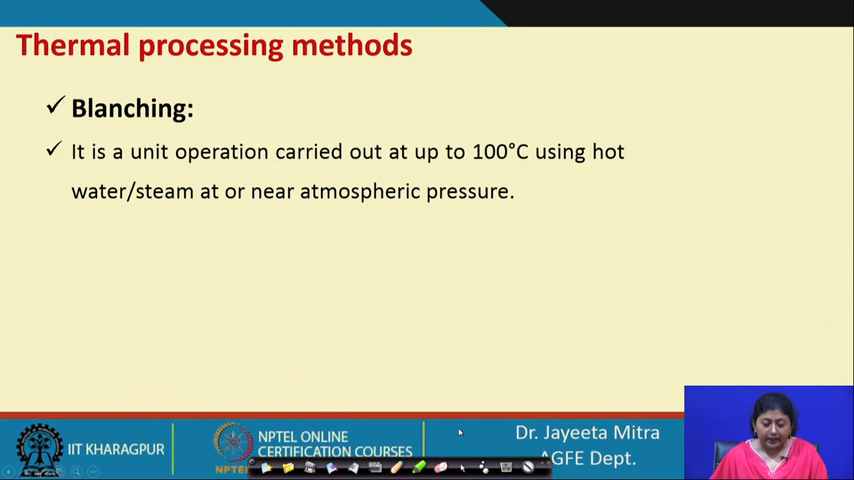 Thermal processing methods
✓ Blanching:
✓ It is a unit operation carried out at up to 100°C using hot
water/steam at or near atmospheric pressure.
IIT KHARAGPUR
NPTEL ONLINE
CERTIFICATION COURSES
NPTEL
Dr. Jayeeta Mitra
AGFE Dept.